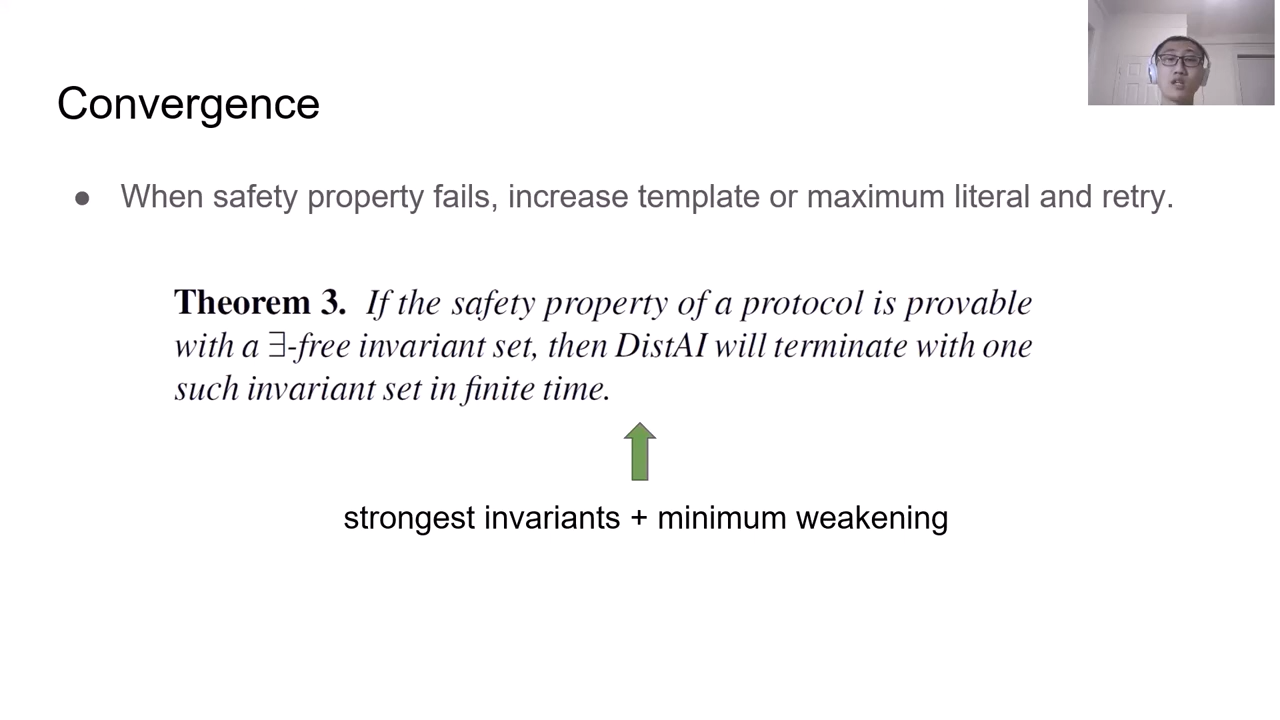 Convergence
● When safety property fails, increase template or maximum literal and retry.
Theorem 3. If the safety property of a protocol is provable
with a ∃-free invariant set, then DistAI will terminate with one
such invariant set in finite time.
strongest invariants + minimum weakening